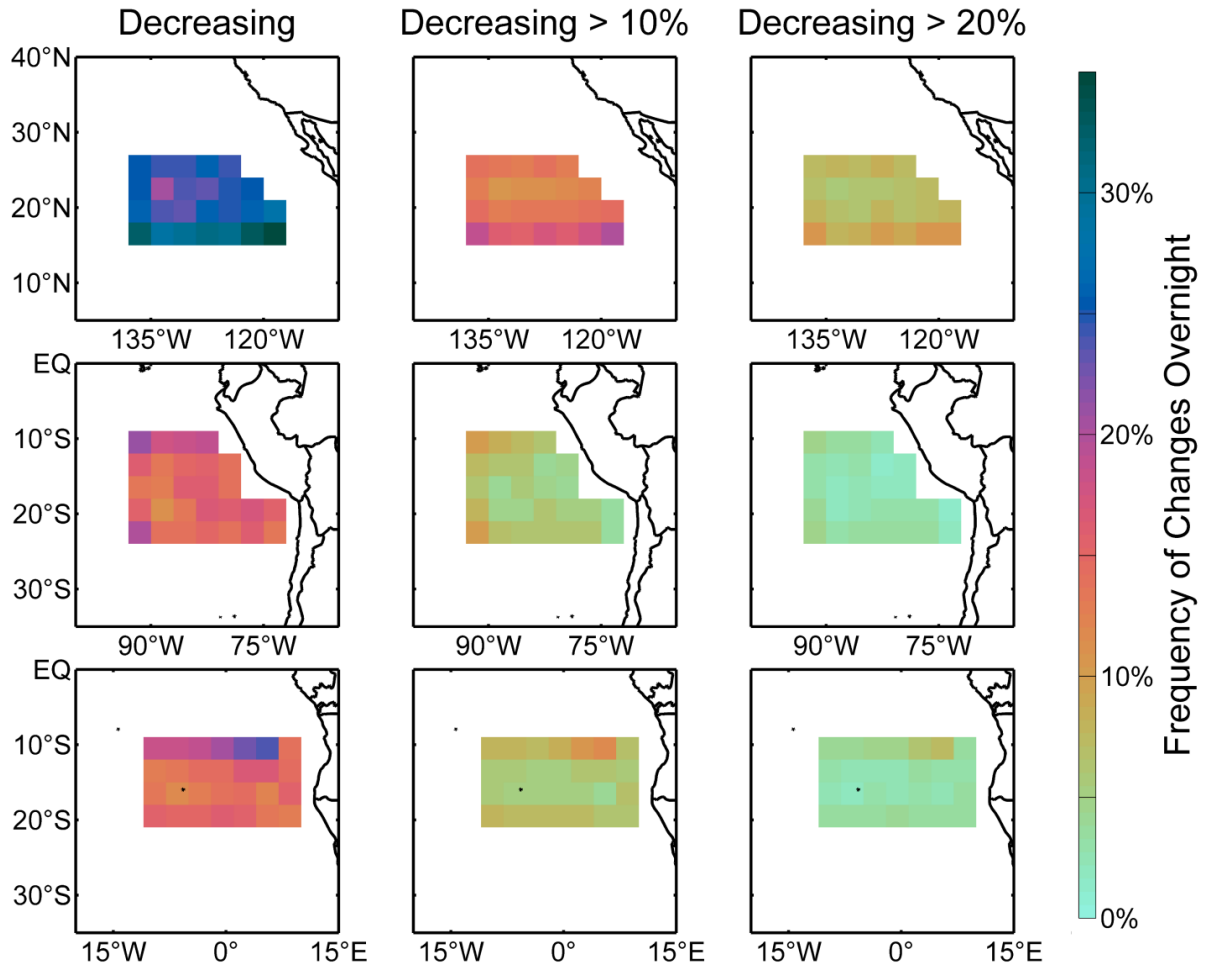 Decreasing
Decreasing > 10%
Decreasing > 20%
40°N
30°N
20°N
10°N
135°W
120°W
135°W
120°W
135°W
120°W
EQ
10°S
20°S
30°S
90°W
75°W
90°W
75°W
90°W
75°W
EQ
10°S
20°S
30°S
15°W
0°
15°E
15°W
0°
15°E
15°W
0°
15°E
30%
20%
10%
0%
Frequency of Changes Overnight